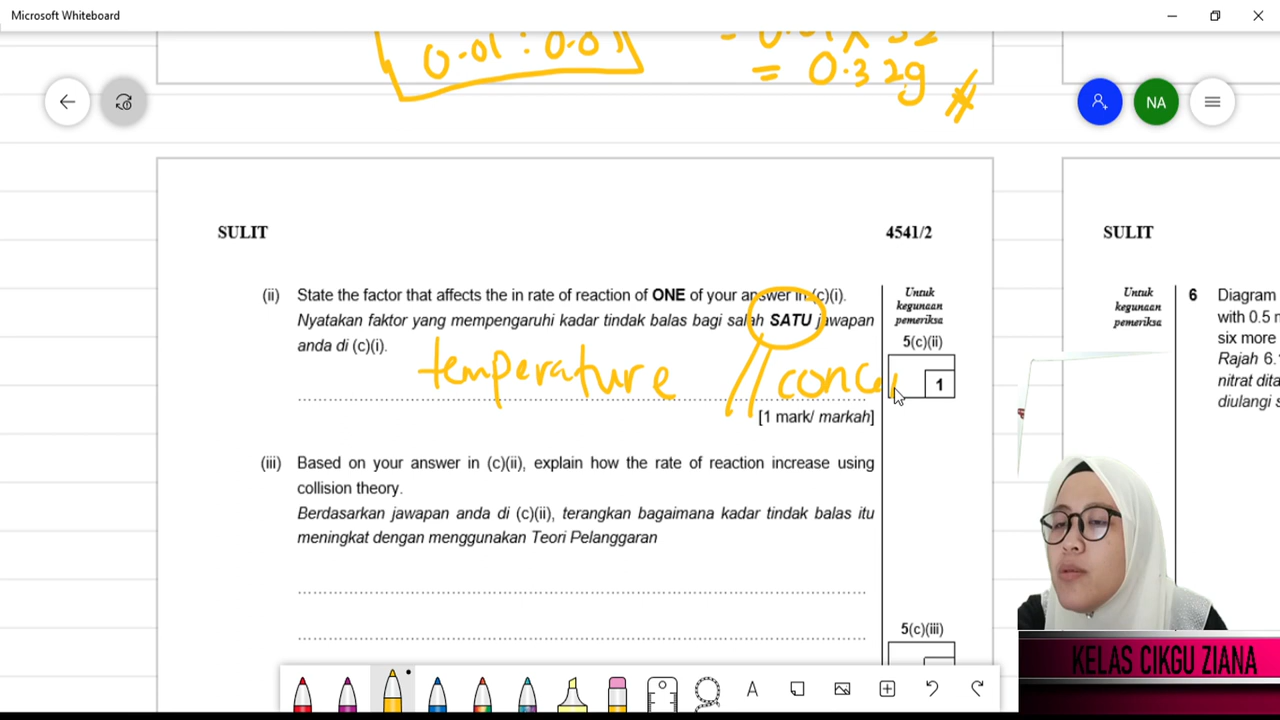 Microsoft Whiteboard
0.01 : 0.01
= 0.01 x 32
= 0.32g #
NA
SULIT
4541/2
(ii) State the factor that affects the in rate of reaction of ONE of your answer in (c)(i).
Nyatakan faktor yang mempengaruhi kadar tindak balas bagi salah SATU jawapan
anda di (c)(i).
temperature // conce
[1 mark/ markah]
Untuk
kegunaan
pemeriksa
5(c)(ii)
1
(iii) Based on your answer in (c)(ii), explain how the rate of reaction increase using
collision theory.
Berdasarkan jawapan anda di (c)(ii), terangkan bagaimana kadar tindak balas itu
meningkat dengan menggunakan Teori Pelanggaran
5(c)(iii)
SULIT
Untuk
kegunaan
pemeriksa
6 Diagram
with 0.5
six more
Rajah 6.
nitrat dita
diulangi s
KELAS CIKGU ZIANA
A